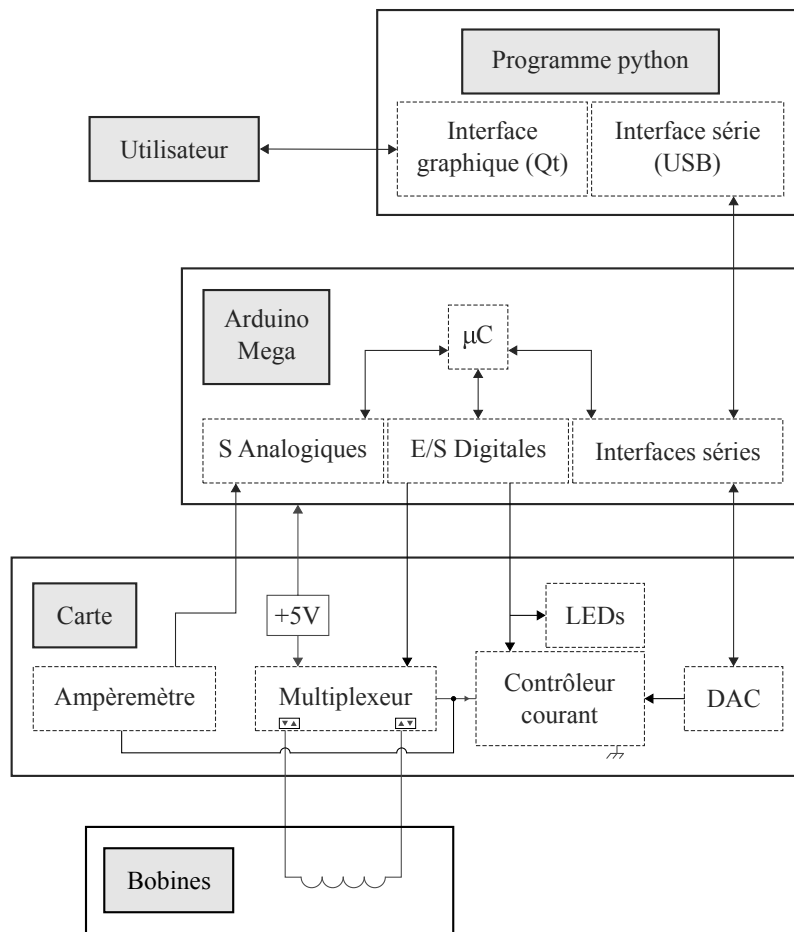 Programme python
Interface
graphique (Qt)
Interface série
(USB)
Utilisateur
Arduino
Mega
μC
S Analogiques
E/S Digitales
Interfaces séries
Carte
+5V
LEDs
Ampèremètre
Multiplexeur
Contrôleur
courant
DAC
Bobines